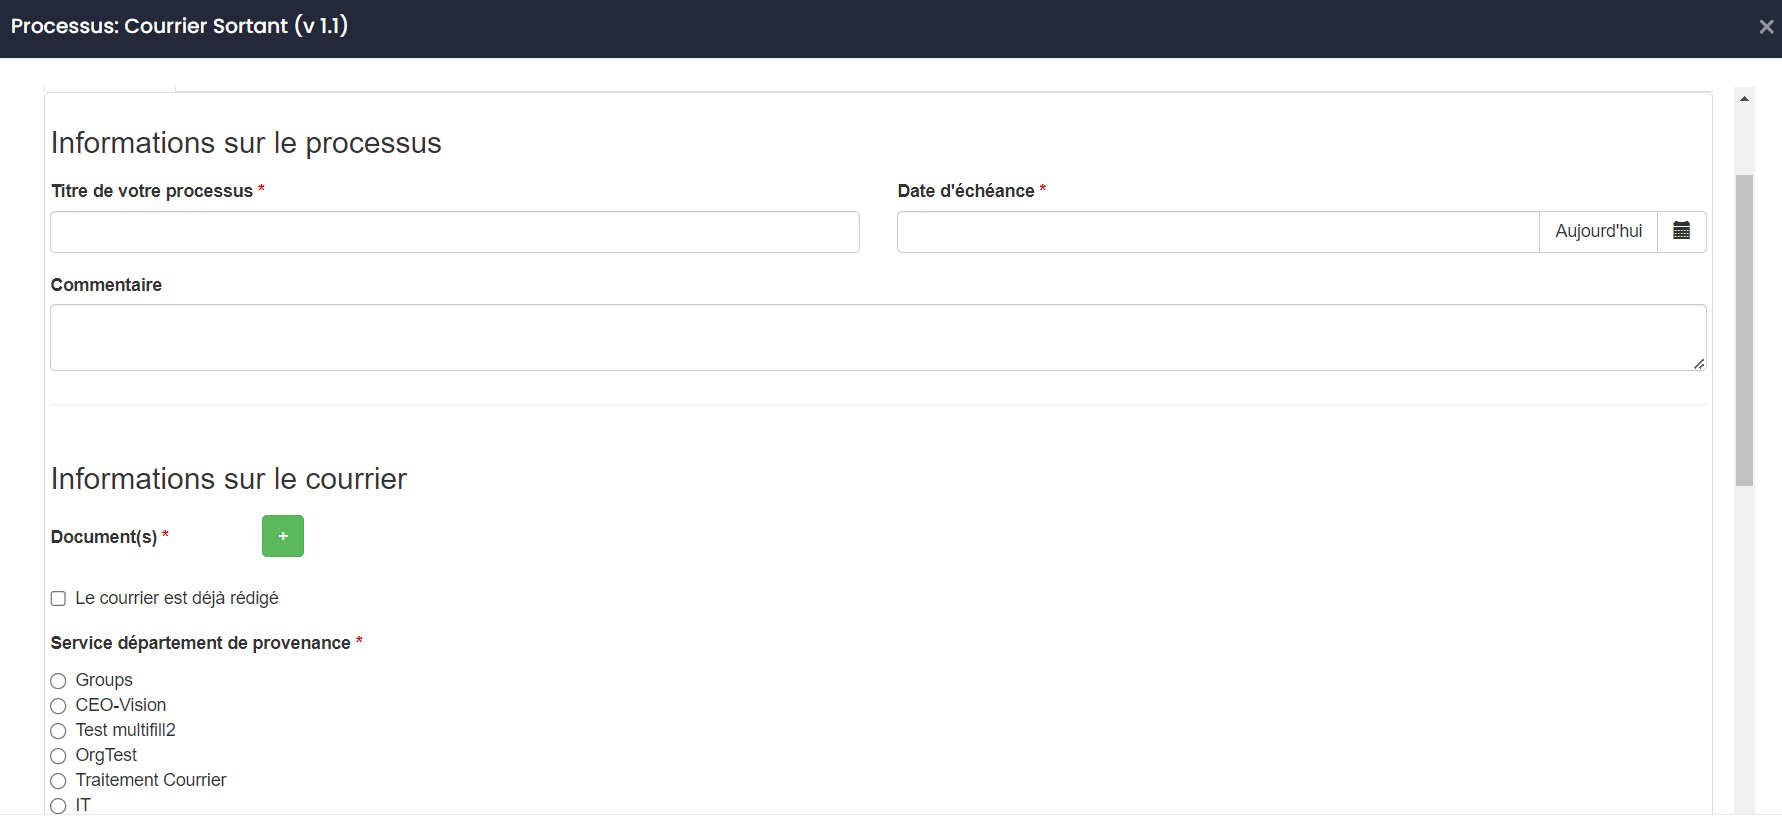 Processus: Courrier Sortant (v 1.1)
Informations sur le processus
Titre de votre processus *
Date d'échéance *
Aujourd'hui
Commentaire
Informations sur le courrier
Document(s) *
+
Le courrier est déjà rédigé
Service département de provenance *
Groups
CEO-Vision
Test multifill2
OrgTest
Traitement Courrier
IT